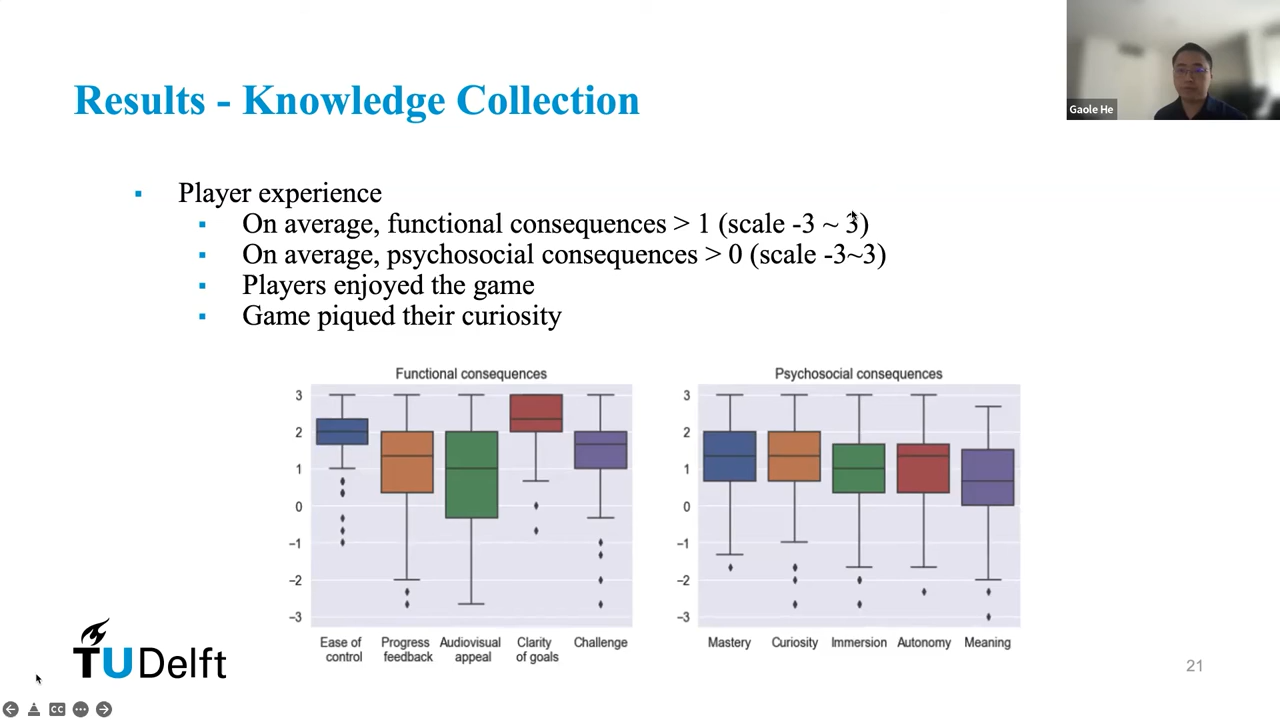 Results - Knowledge Collection
Gaole He
Player experience
On average, functional consequences > 1 (scale -3 ~ 3)
On average, psychosocial consequences > 0 (scale -3~3)
Players enjoyed the game
Game piqued their curiosity
Functional consequences
3
2
1
0
−1
−2
−3
Ease of control
Progress feedback
Audiovisual appeal
Clarity of goals
Challenge
Psychosocial consequences
3
2
1
0
−1
−2
−3
Mastery
Curiosity
Immersion
Autonomy
Meaning
TUDelft
21
CC